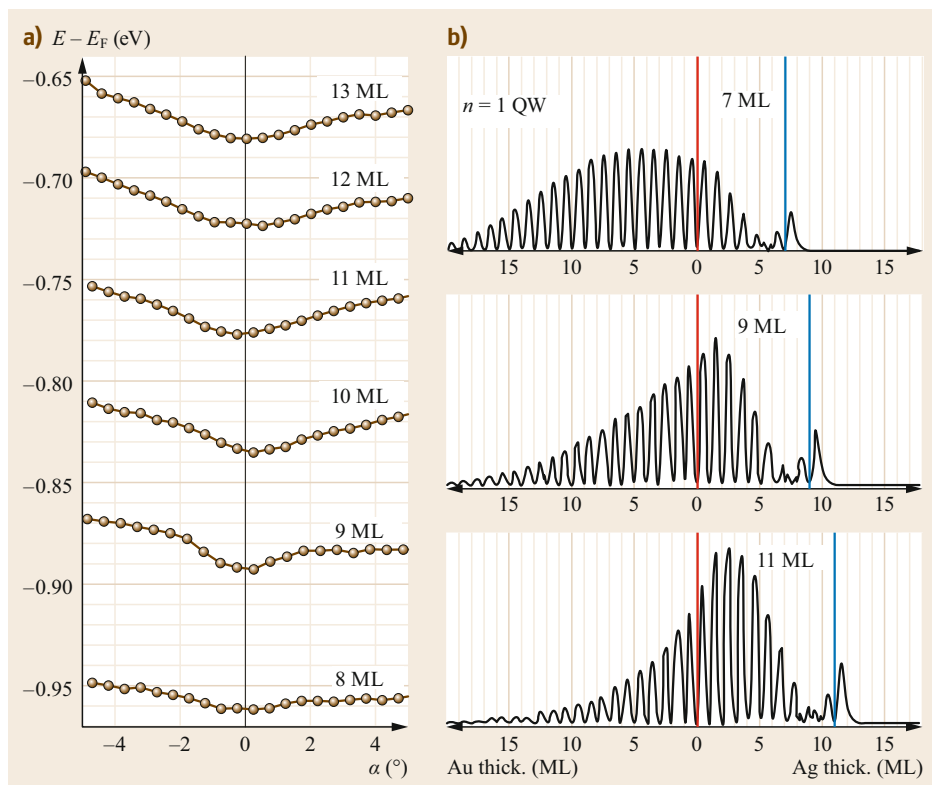 a) E – E_F (eV)
–0.65
–0.70
–0.75
–0.80
–0.85
–0.90
–0.95
13 ML
12 ML
11 ML
10 ML
9 ML
8 ML
–4 –2 0 2 4
α (°)
b)
n = 1 QW
7 ML
15 10 5 0 5 10 15
9 ML
15 10 5 0 5 10 15
11 ML
15 10 5 0 5 10 15
Au thick. (ML) Ag thick. (ML)